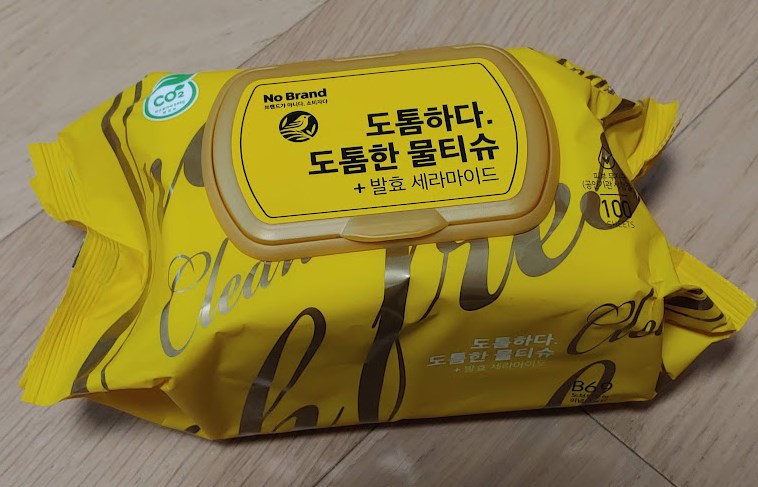 CO2
No Brand
브랜드가 아니다. 소비자다
도톰하다.
도톰한 물티슈
+ 발효 세라마이드
100
SHEETS
Clean
fresh
도톰하다.
도톰한 물티슈
+ 발효 세라마이드